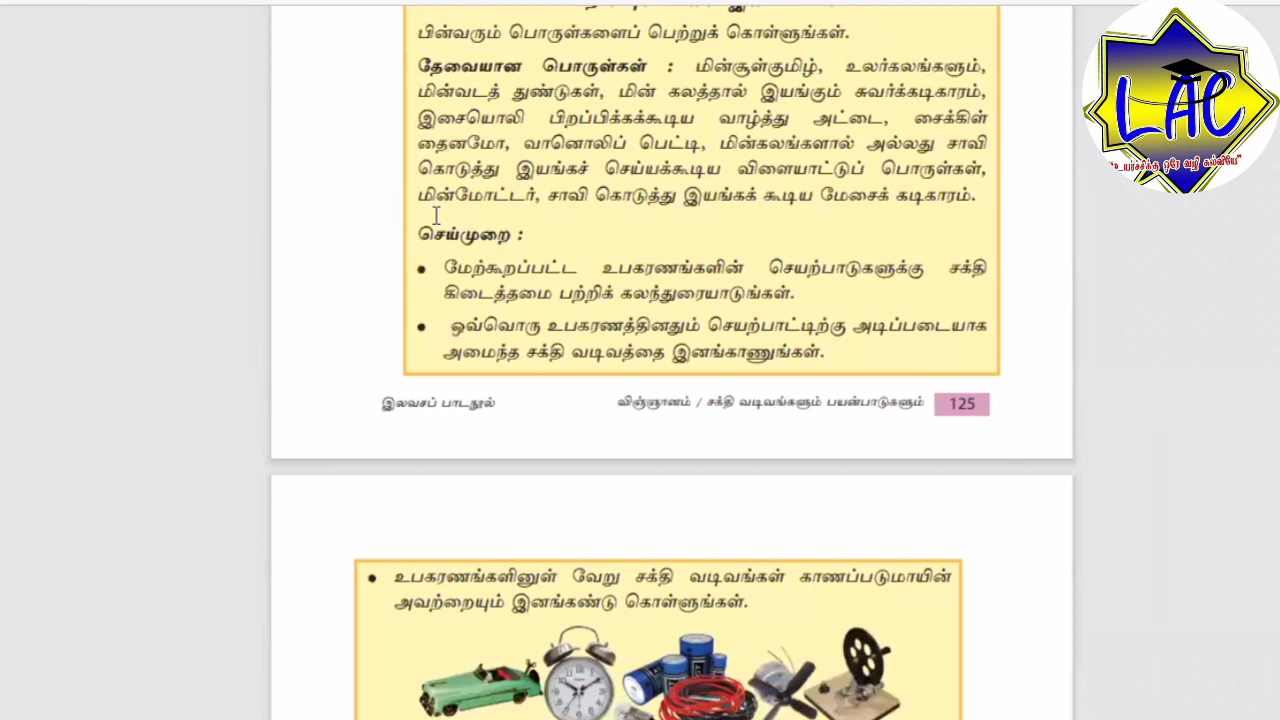 பின்வரும் பொருள்களைப் பெற்றுக் கொள்ளுங்கள்.
தேவையான பொருள்கள் : மின்சூள்குமிழ், உலர்கலங்களும்,
மின்வடத் துண்டுகள், மின் கலத்தால் இயங்கும் சுவர்க்கடிகாரம்,
இசையொலி பிறப்பிக்கக்கூடிய வாழ்த்து அட்டை, சைக்கிள்
தைனமோ, வானொலிப் பெட்டி, மின்கலங்களால் அல்லது சாவி
கொடுத்து இயங்கச் செய்யக்கூடிய விளையாட்டுப் பொருள்கள்,
மின்மோட்டர், சாவி கொடுத்து இயங்கக் கூடிய மேசைக் கடிகாரம்.
செய்முறை :
● மேற்கூறப்பட்ட உபகரணங்களின் செயற்பாடுகளுக்கு சக்தி
கிடைத்தமை பற்றிக் கலந்துரையாடுங்கள்.
● ஒவ்வொரு உபகரணத்தினதும் செயற்பாட்டிற்கு அடிப்படையாக
அமைந்த சக்தி வடிவத்தை இனங்காணுங்கள்.
இலவசப் பாடநூல்
விஞ்ஞானம் / சக்தி வடிவங்களும் பயன்பாடுகளும் 125
● உபகரணங்களினுள் வேறு சக்தி வடிவங்கள் காணப்படுமாயின்
அவற்றையும் இனங்கண்டு கொள்ளுங்கள்.
LAC
ஒரே வழி கல்வியே"